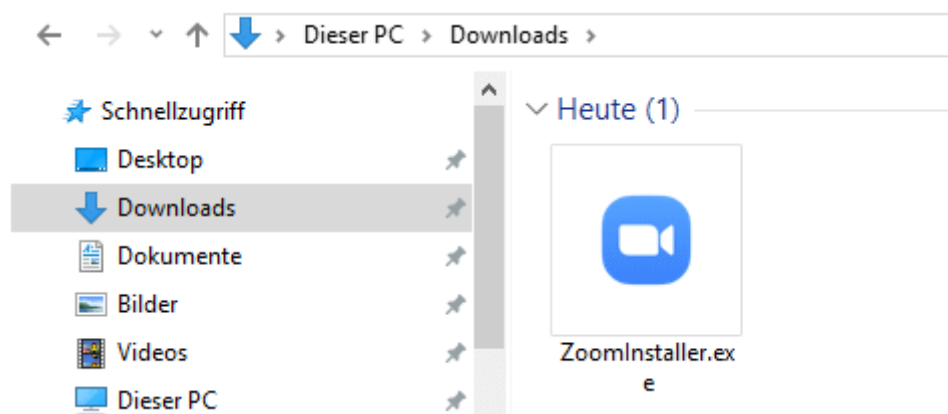 Dieser PC > Downloads >
Schnellzugriff
Desktop
Downloads
Dokumente
Bilder
Videos
Dieser PC
Heute (1)
ZoomInstaller.ex
e